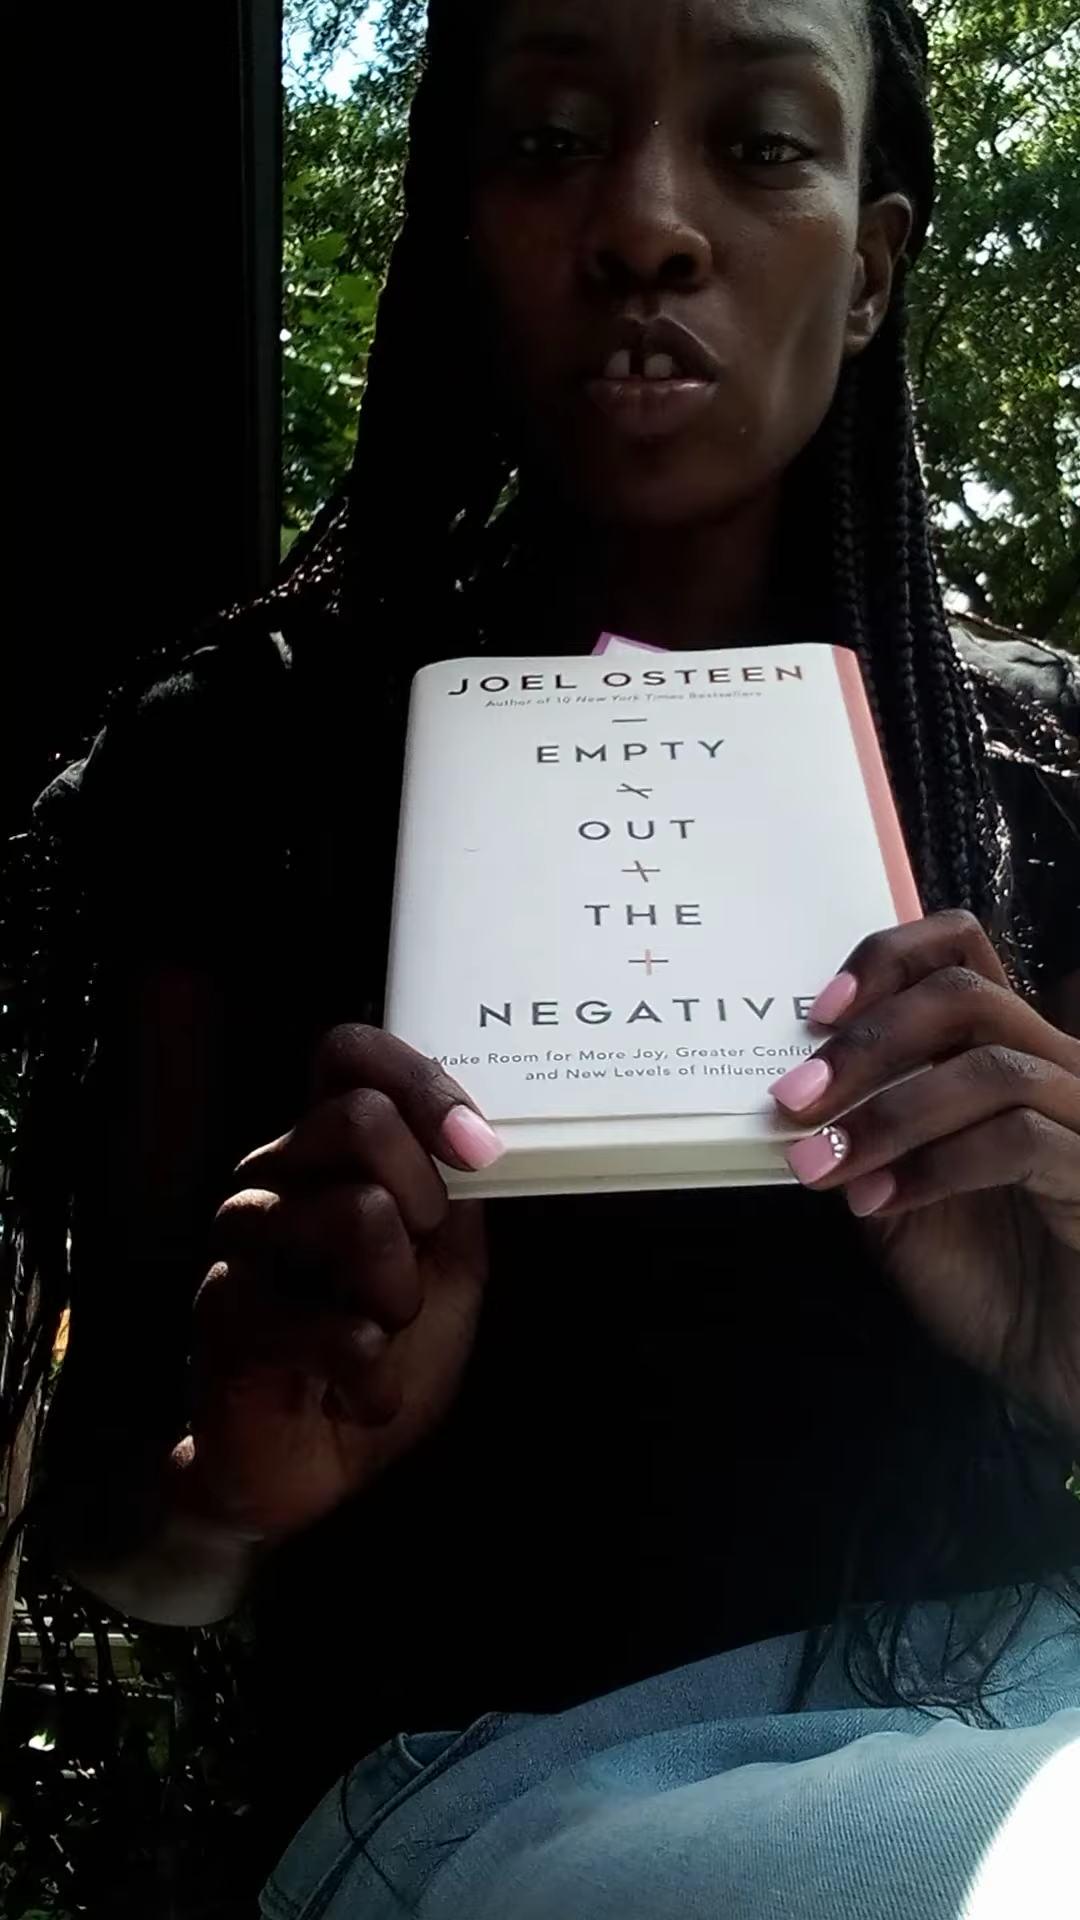 JOEL OSTEEN
Author of 10 New York Times Bestsellers
EMPTY
OUT
THE
NEGATIVE
Make Room for More Joy, Greater Confid
and New Levels of Influence